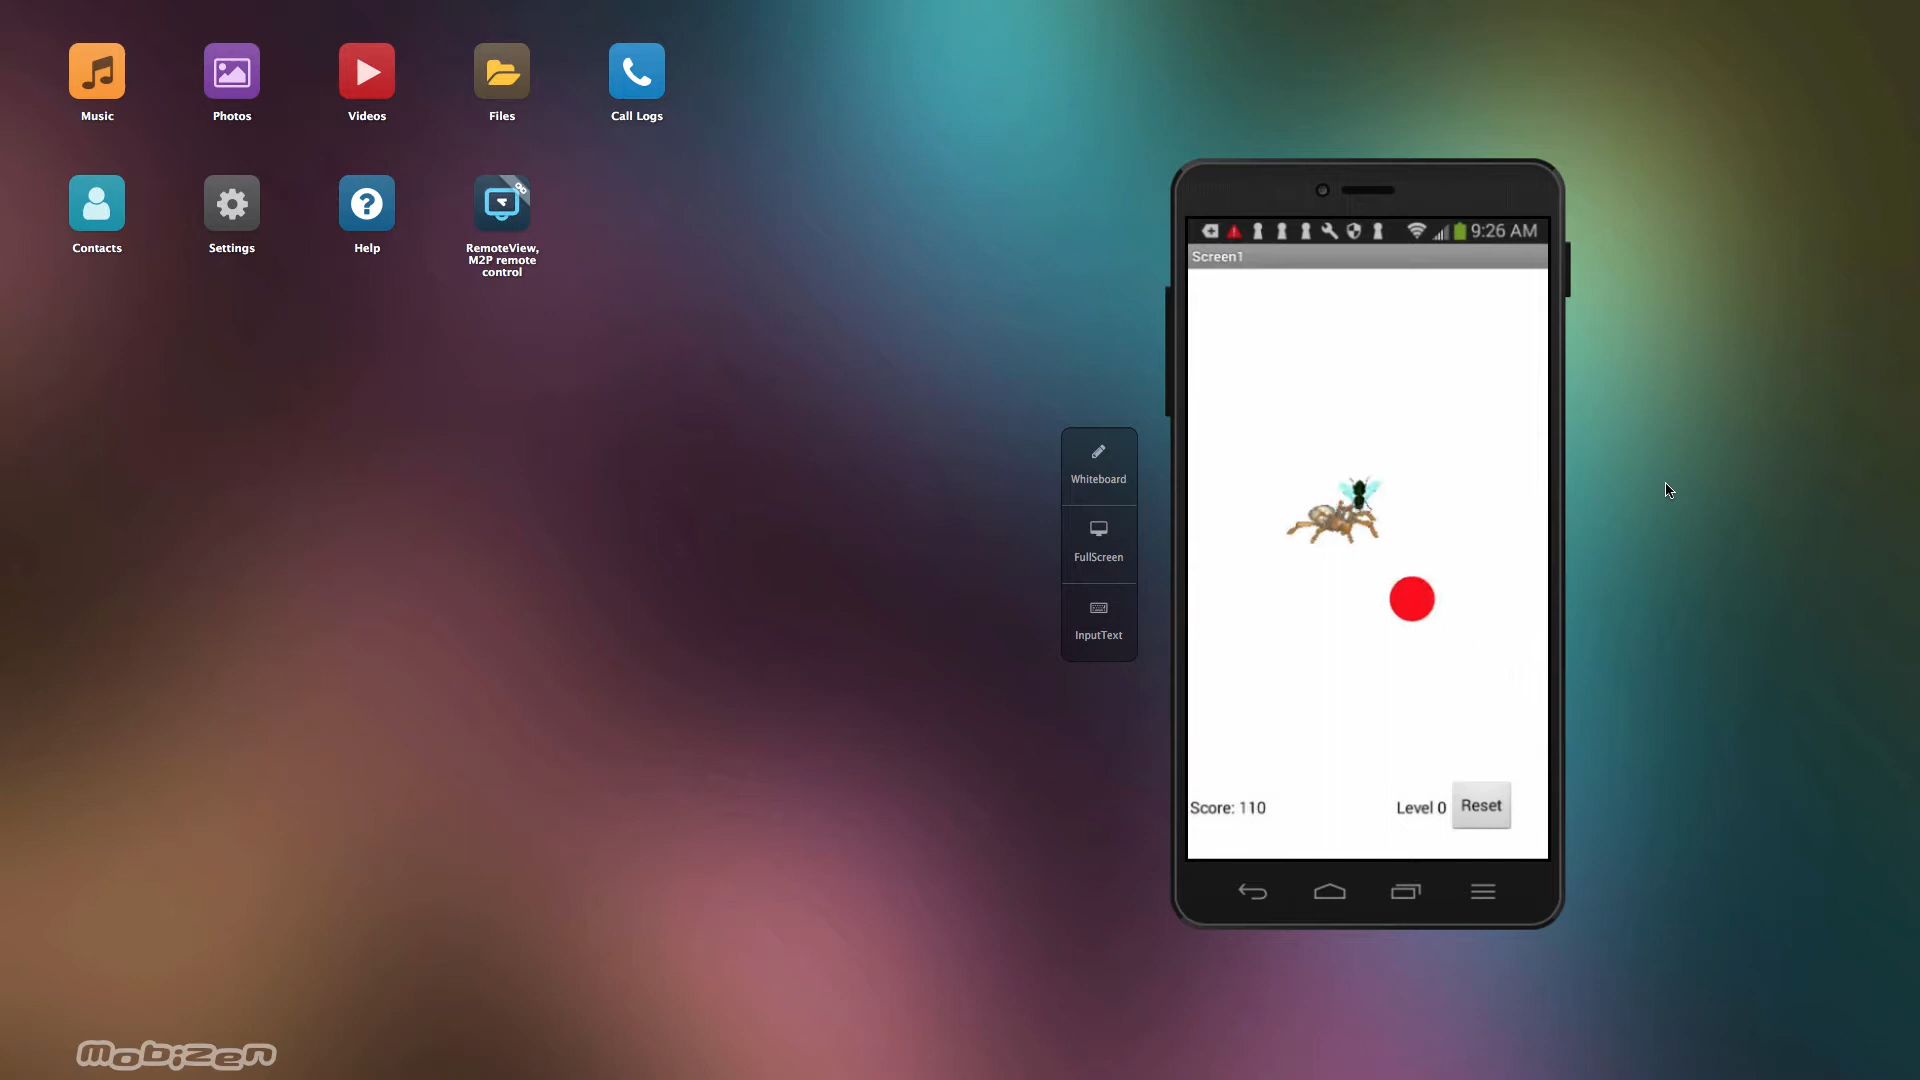 Music
Photos
Videos
Files
Call Logs
Contacts
Settings
Help
RemoteView,
M2P remote
control
Whiteboard
FullScreen
InputText
9:26 AM
Screen1
Score: 110
Level 0
Reset
mobizen